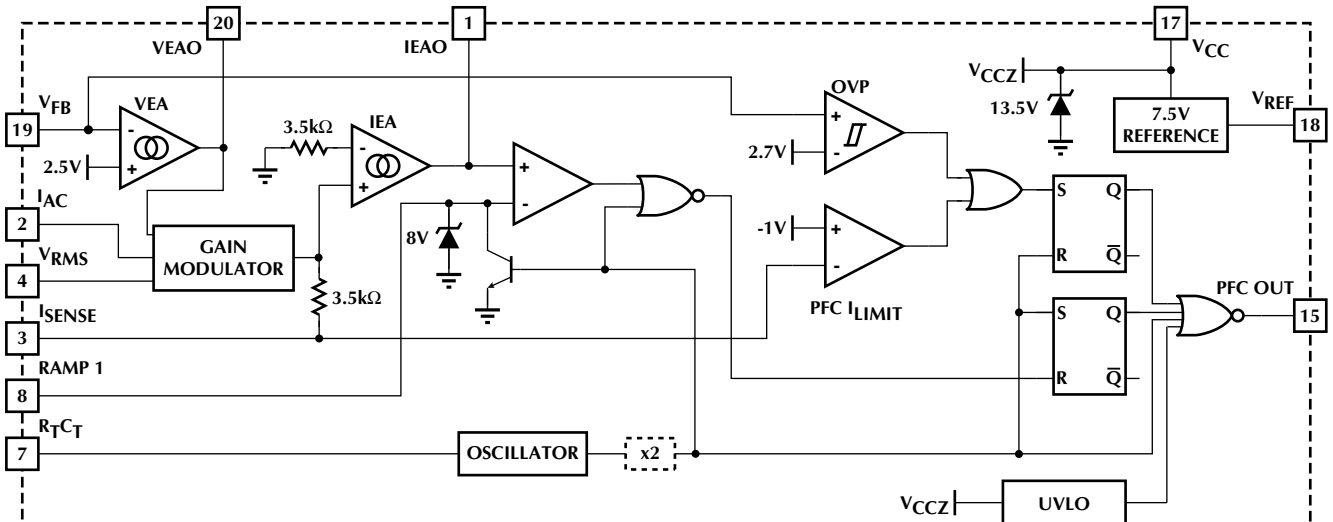 20
VEAO
1
IEAO
17
VCC
VFB
19
VEA
-
+
2.5V
3.5kΩ
IEA
-
+
OVP
+
-
2.7V
VCCZ
13.5V
7.5V
REFERENCE
VREF
18
IAC
2
VRMS
4
GAIN
MODULATOR
3.5kΩ
+
-
8V
-1V
+
-
PFC ILIMIT
S
Q
R
Q
S
Q
R
Q
PFC OUT
15
ISENSE
3
RAMP 1
8
RTCT
7
OSCILLATOR
x2
VCCZ
UVLO